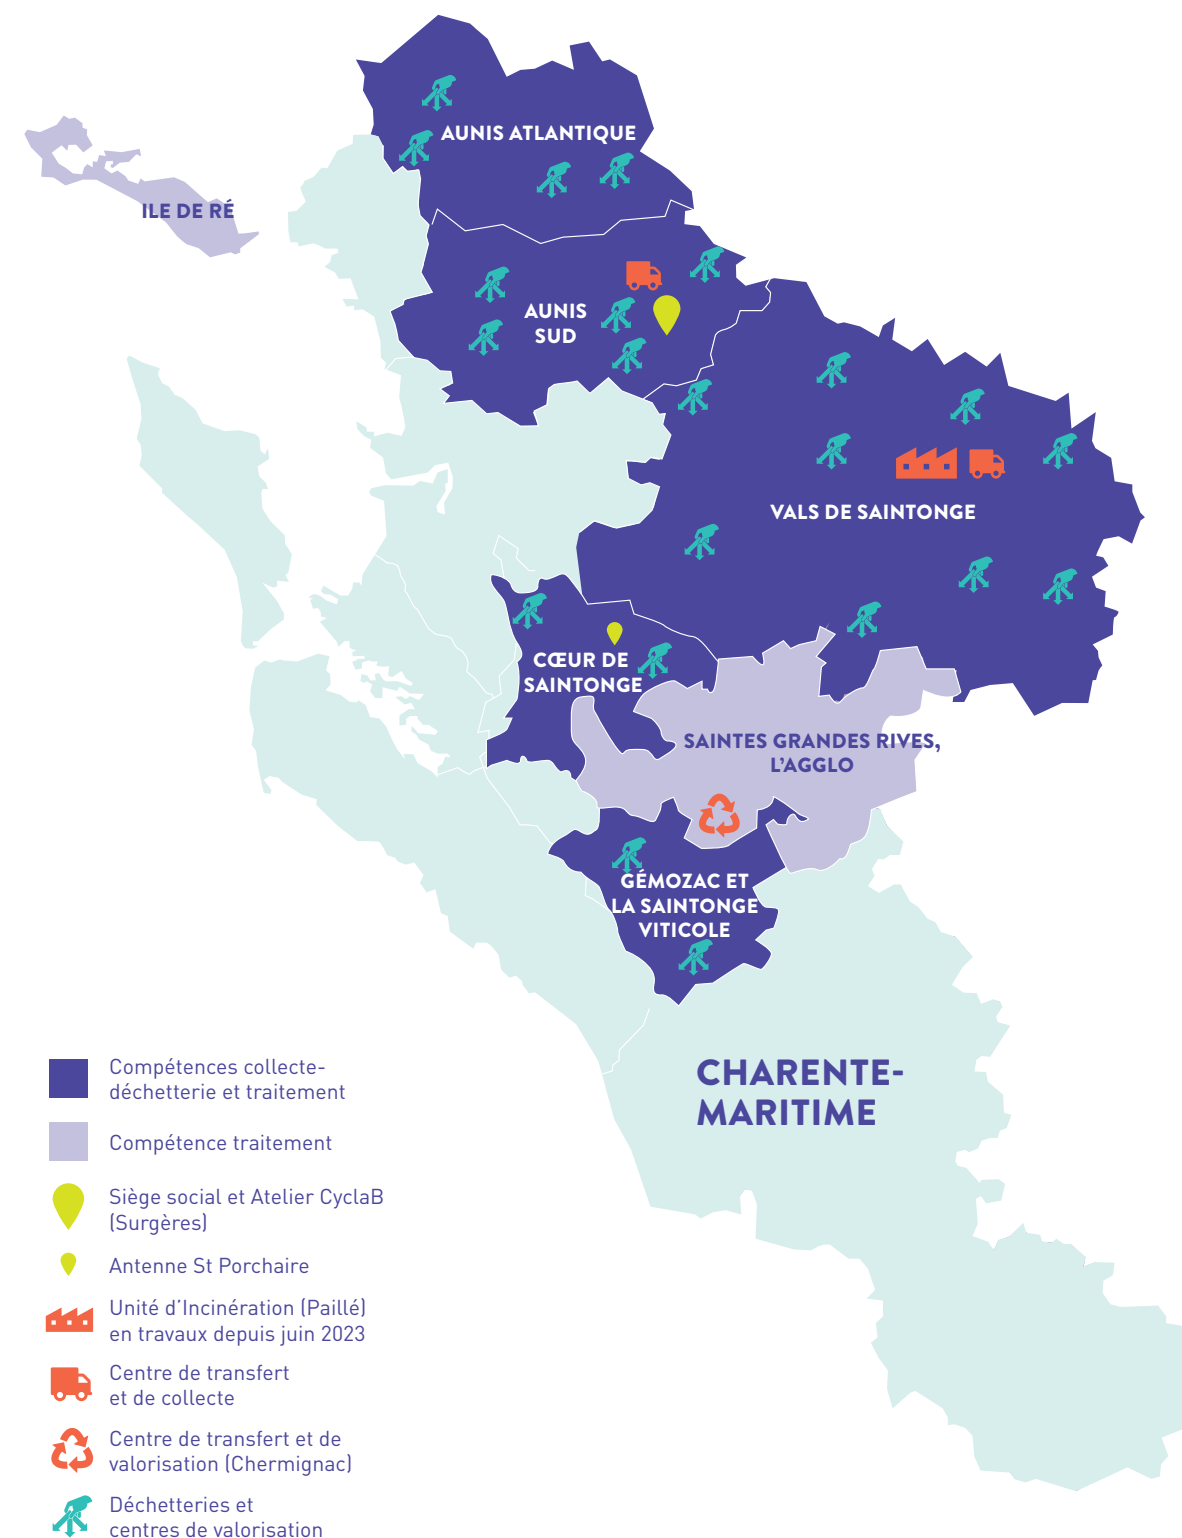 AUNIS ATLANTIQUE
ILE DE RÉ
AUNIS
SUD
VALS DE SAINTONGE
CŒUR DE
SAINTONGE
SAINTES GRANDES RIVES,
L'AGGLO
GÉMOZAC ET
LA SAINTONGE
VITICOLE
CHARENTE-
MARITIME
Compétences collecte-
déchetterie et traitement
Compétence traitement
Siège social et Atelier CyclaB
(Surgères)
Antenne St Porchaire
Unité d'Incinération (Paillé)
en travaux depuis juin 2023
Centre de transfert
et de collecte
Centre de transfert et de
valorisation (Chermignac)
Déchetteries et
centres de valorisation